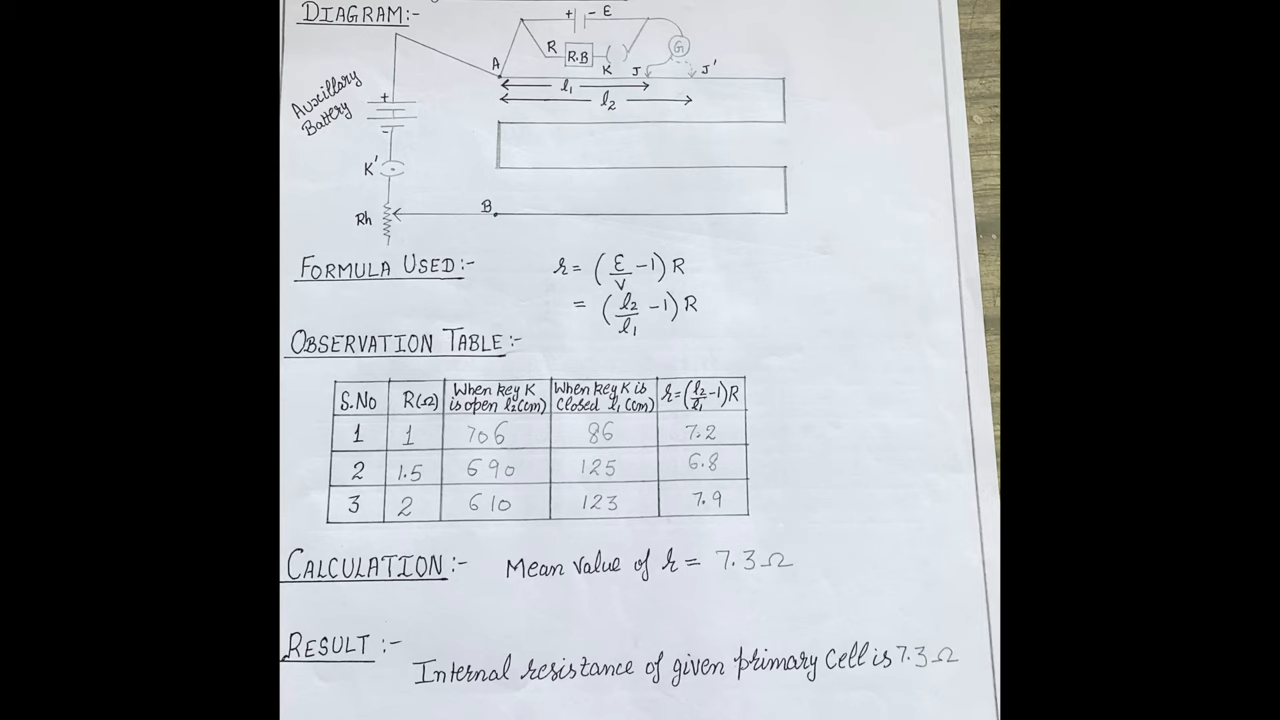 DIAGRAM:-
+ - E
R R.B K G
A J J'
l₁
l₂
Auxcillary
Battery
+
-
K'
Rh
B
FORMULA USED:- r = (E/V -1) R
= (l₂/l₁ -1) R
OBSERVATION TABLE:-
S.No R(Ω) When key K is open l₂(cm) When key K is closed l₁(cm) r=(l₂/l₁-1)R
1 1 706 86 7.2
2 1.5 690 125 6.8
3 2 610 123 7.9
CALCULATION:- Mean value of r = 7.3Ω
RESULT:-
Internal resistance of given primary Cell is 7.3Ω